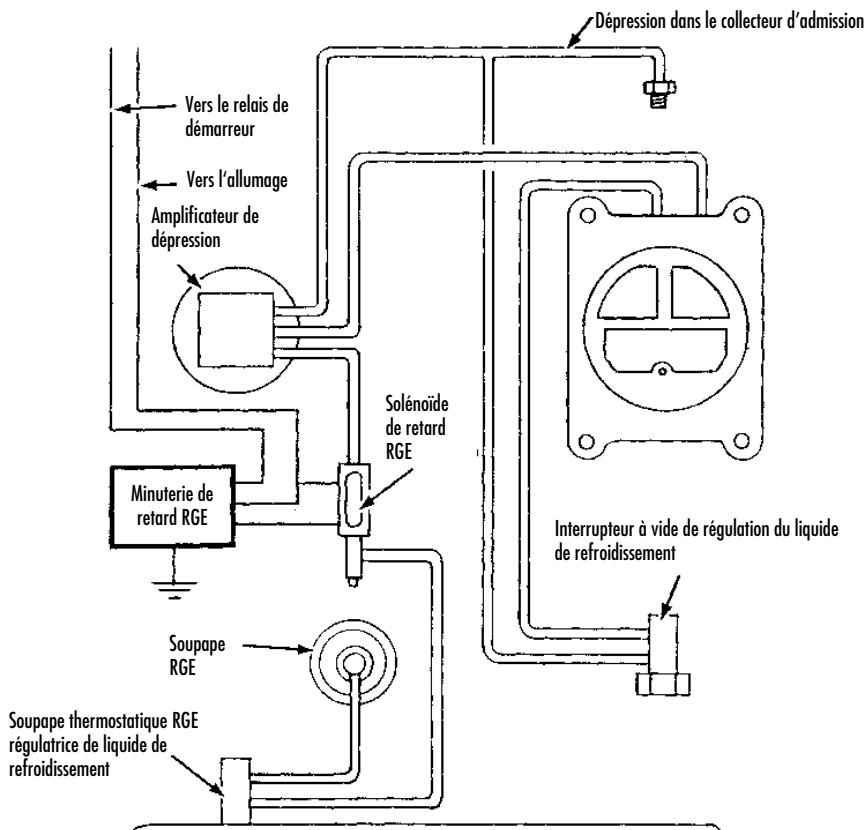 Dépression dans le collecteur d'admission
Vers le relais de
démarreur
Vers l'allumage
Amplificateur de
dépression
Solénoïde
de retard
RGE
Minuterie de
retard RGE
Interrupteur à vide de régulation du liquide
de refroidissement
Soupape
RGE
Soupape thermostatique RGE
régulatrice de liquide de
refroidissement